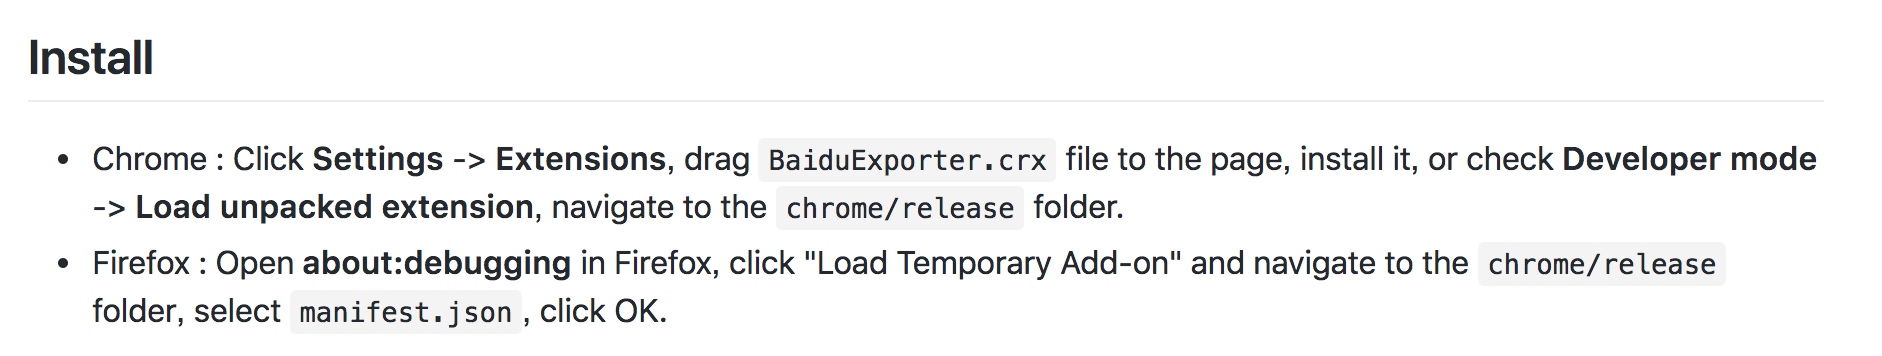 Install
• Chrome : Click Settings -> Extensions, drag BaiduExporter.crx file to the page, install it, or check Developer mode
-> Load unpacked extension, navigate to the chrome/release folder.
• Firefox : Open about:debugging in Firefox, click "Load Temporary Add-on" and navigate to the chrome/release
folder, select manifest.json , click OK.